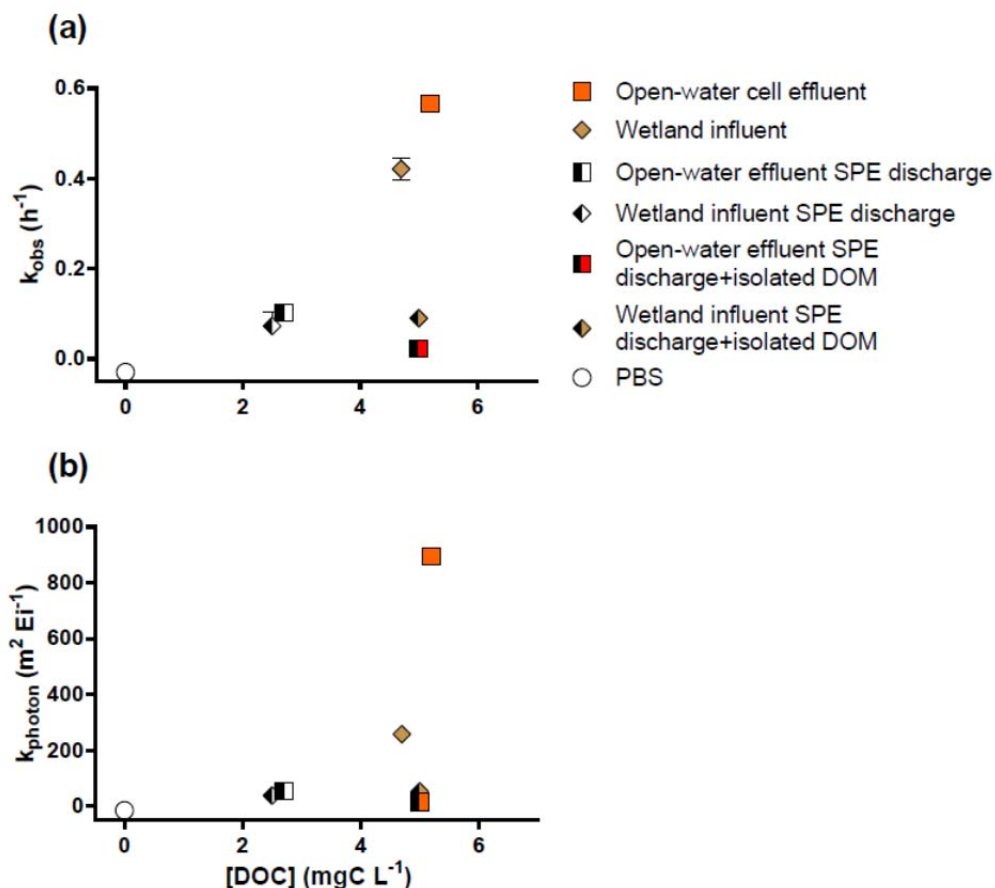 (a)
0.6
0.4
0.2
0.0
k_obs (h^-1)
0 2 4 6
Open-water cell effluent
Wetland influent
Open-water effluent SPE discharge
Wetland influent SPE discharge
Open-water effluent SPE
discharge+isolated DOM
Wetland influent SPE
discharge+isolated DOM
PBS
(b)
1000
800
600
400
200
0
k_photon (m^2 Ei^-1)
0 2 4 6
[DOC] (mgC L^-1)